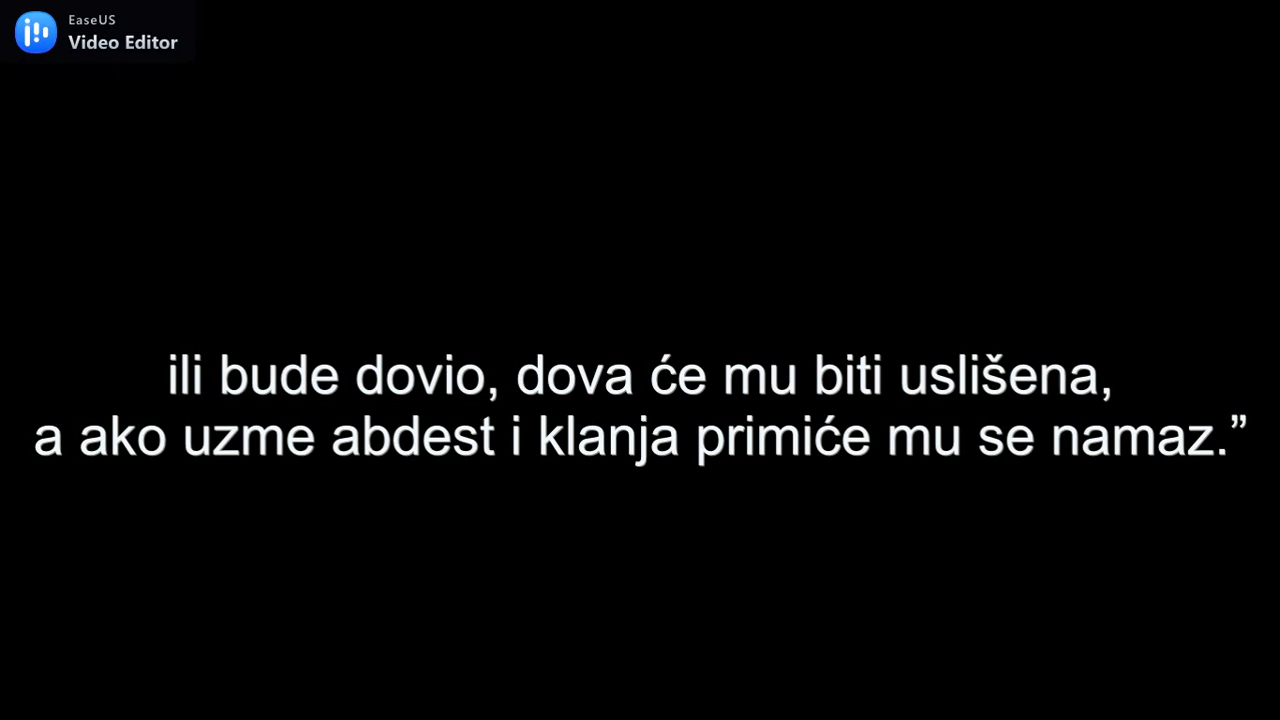 EaseUS
Video Editor
ili bude dovio, dova će mu biti uslišena,
a ako uzme abdest i klanja primiće mu se namaz.”